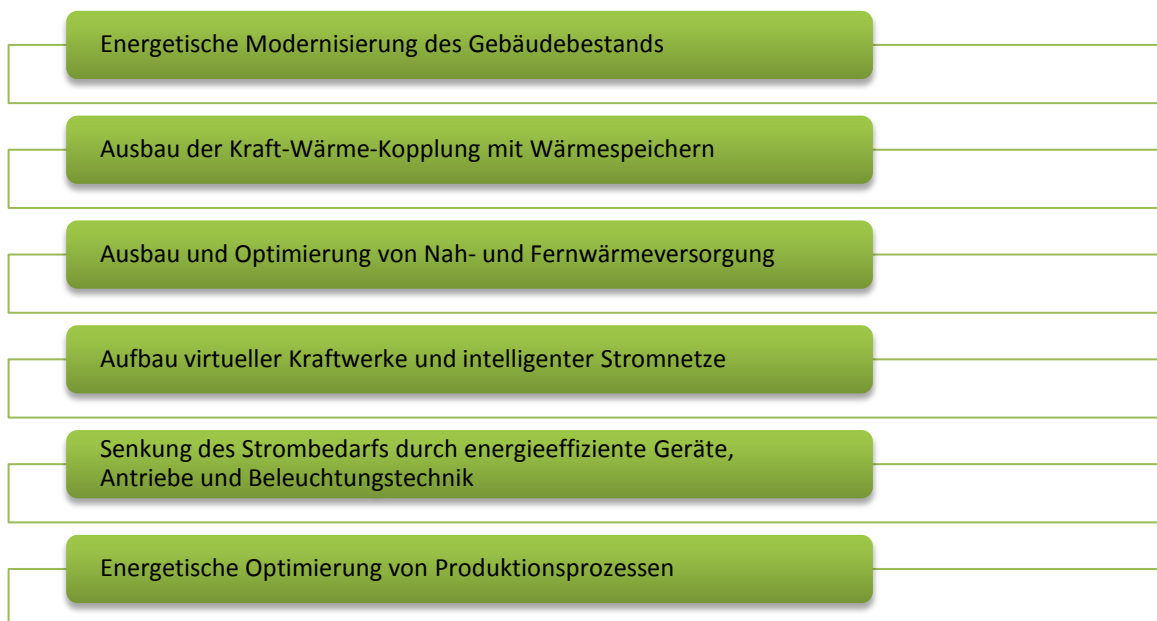 Energetische Modernisierung des Gebäudebestands
Ausbau der Kraft-Wärme-Kopplung mit Wärmespeichern
Ausbau und Optimierung von Nah- und Fernwärmeversorgung
Aufbau virtueller Kraftwerke und intelligenter Stromnetze
Senkung des Strombedarfs durch energieeffiziente Geräte,
Antriebe und Beleuchtungstechnik
Energetische Optimierung von Produktionsprozessen